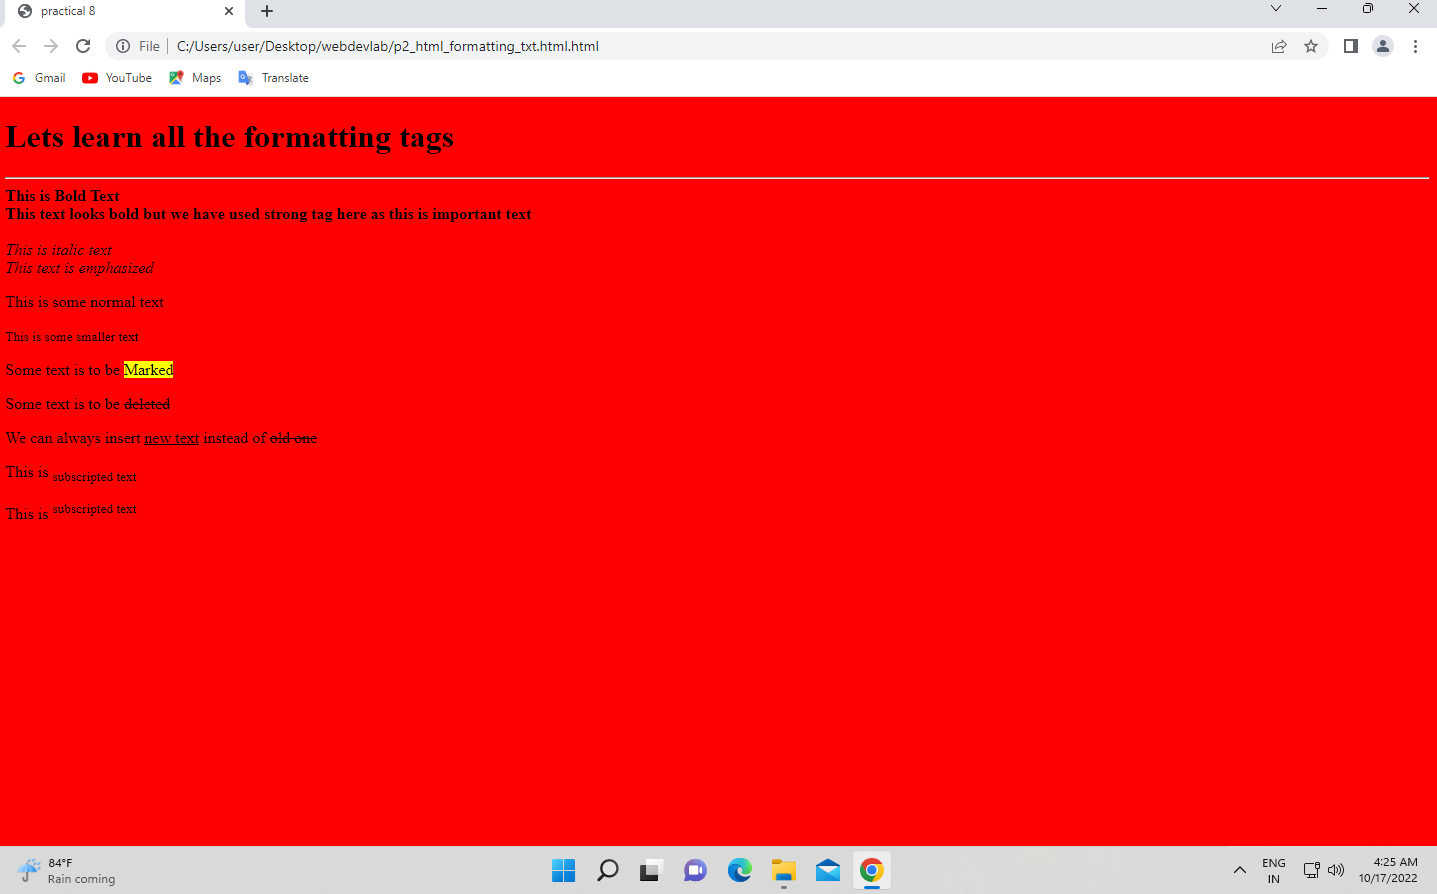 practical 8
File C:/Users/user/Desktop/webdevlab/p2_html_formatting_txt.html.html
Gmail YouTube Maps Translate
Lets learn all the formatting tags
This is Bold Text
This text looks bold but we have used strong tag here as this is important text
This is italic text
This text is emphasized
This is some normal text
This is some smaller text
Some text is to be Marked
Some text is to be deleted
We can always insert new text instead of old one
This is subscripted text
This is subscripted text
84°F
Rain coming
ENG
IN
4:25 AM
10/17/2022